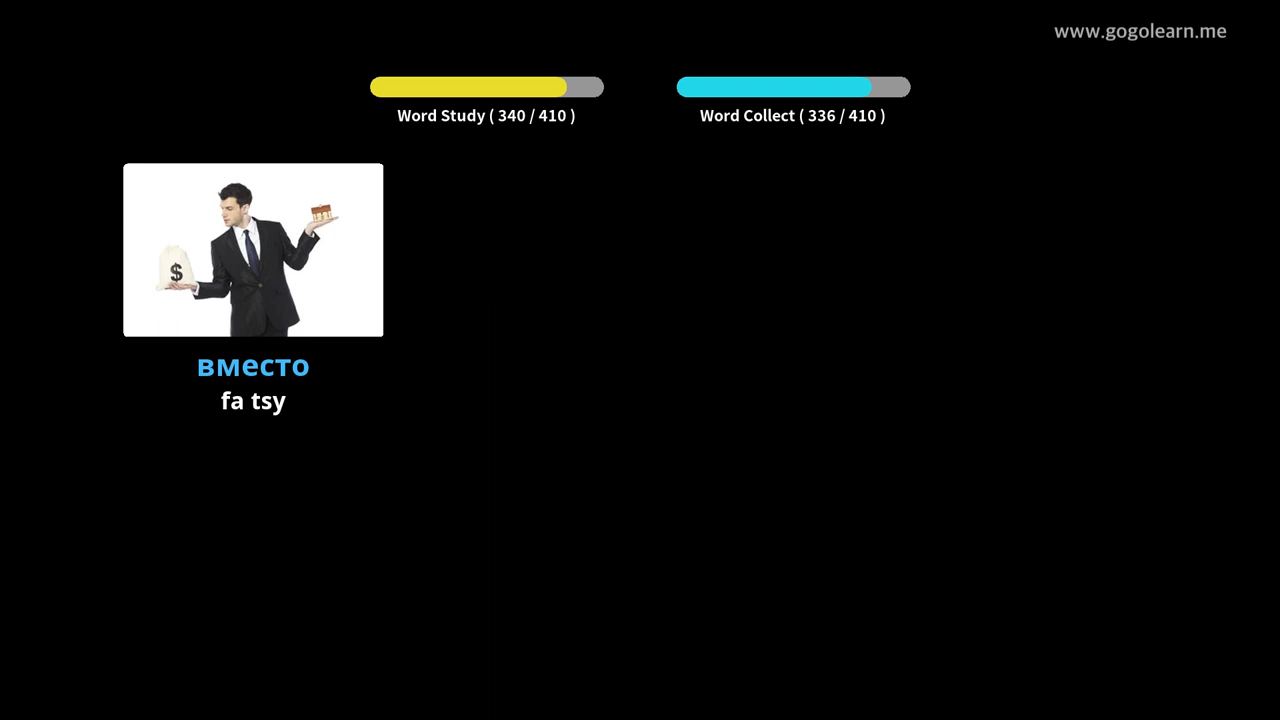 www.gogolearn.me
Word Study ( 340 / 410 )
Word Collect ( 336 / 410 )
$
вместо
fa tsy